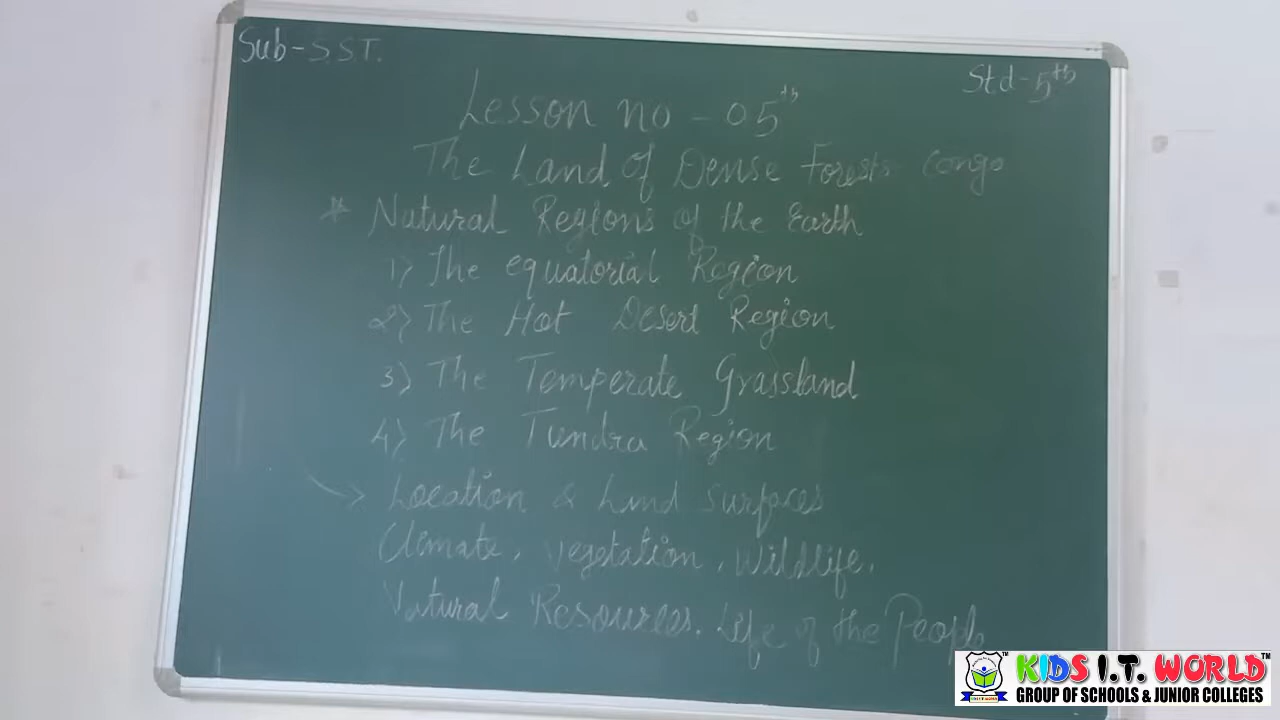 Sub-S.S.T.
Std-5th
Lesson no - 05th
The Land of Dense Forests congo
* Natural Regions of the Earth
1) The equatorial Region
2) The Hot Desert Region
3) The Temperate Grassland
4) The Tundra Region
→ Location & Land surfaces
Climate, vegetation, Wildlife.
Natural Resources. Life of the People
KIDS I.T. WORLD™
GROUP OF SCHOOLS & JUNIOR COLLEGES